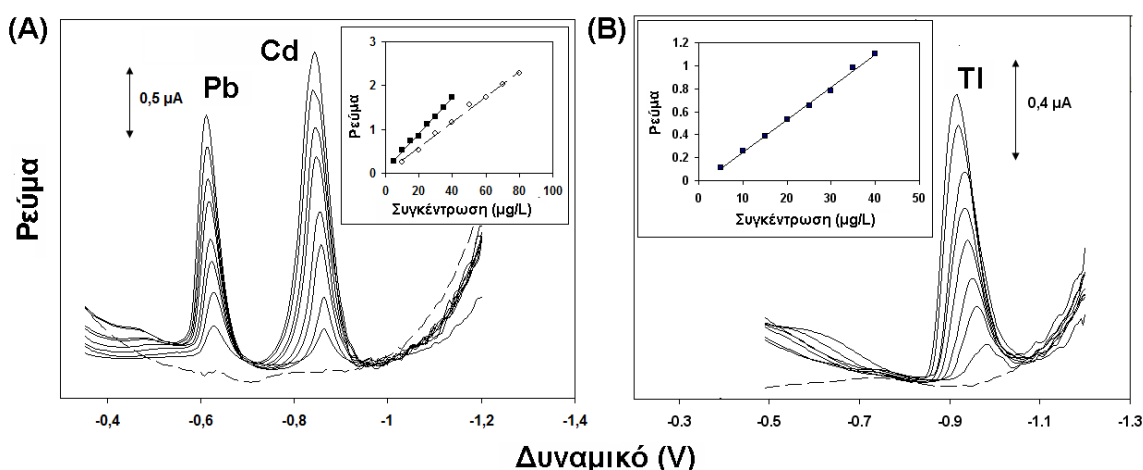 (A)
Pb
Cd
0,5 μA
Ρεύμα
3
2
1
0
0 20 40 60 80 100
Συγκέντρωση (μg/L)
Ρεύμα
-0,4 -0,6 -0,8 -1 -1,2 -1,4
(B)
Tl
0,4 μA
Ρεύμα
1.2
1
0.8
0.6
0.4
0.2
0
0 10 20 30 40 50
Συγκέντρωση (μg/L)
-0.3 -0.5 -0.7 -0.9 -1.1 -1.3
Δυναμικό (V)